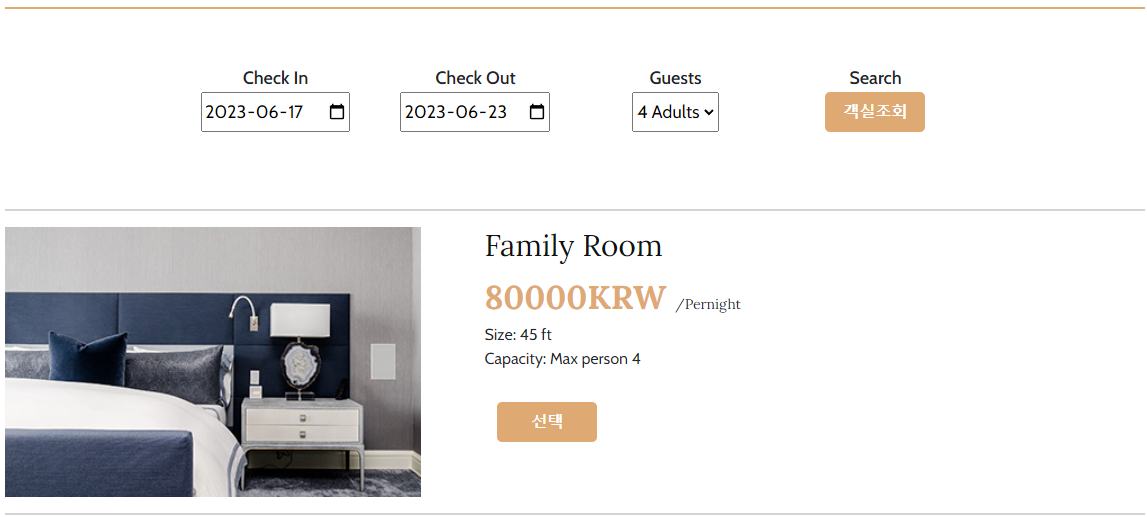 Check In
Check Out
Guests
Search
2023-06-17
2023-06-23
4 Adults
객실조회
Family Room
80000KRW /Pernight
Size: 45 ft
Capacity: Max person 4
선택